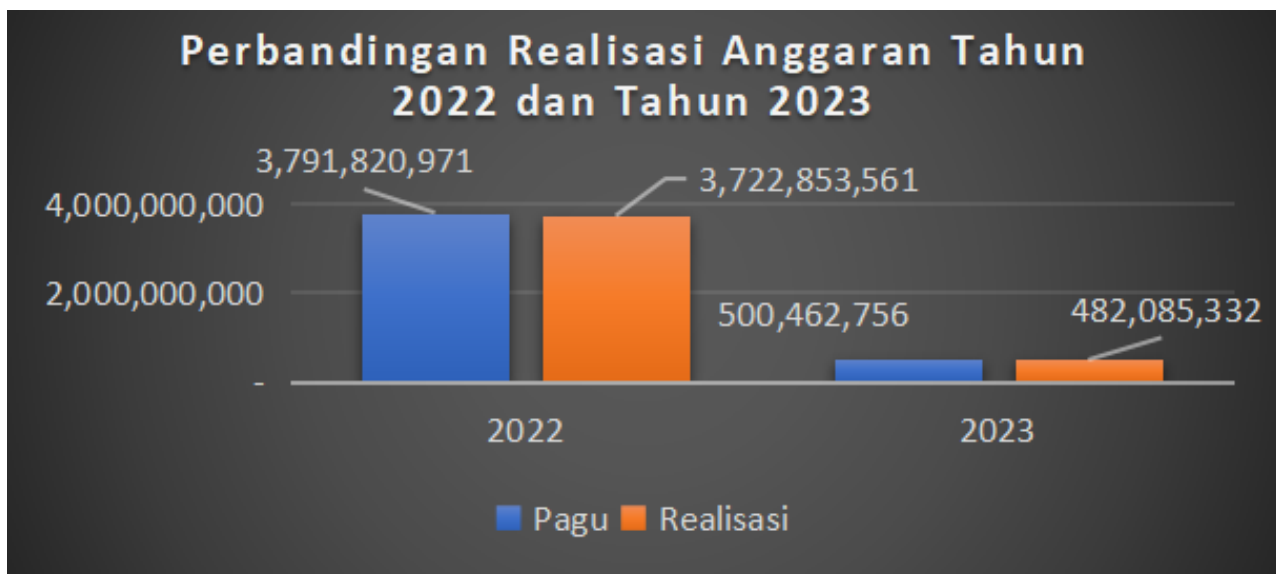 Perbandingan Realisasi Anggaran Tahun
2022 dan Tahun 2023
3,791,820,971
3,722,853,561
4,000,000,000
2,000,000,000
500,462,756
482,085,332
-
2022
2023
Pagu
Realisasi